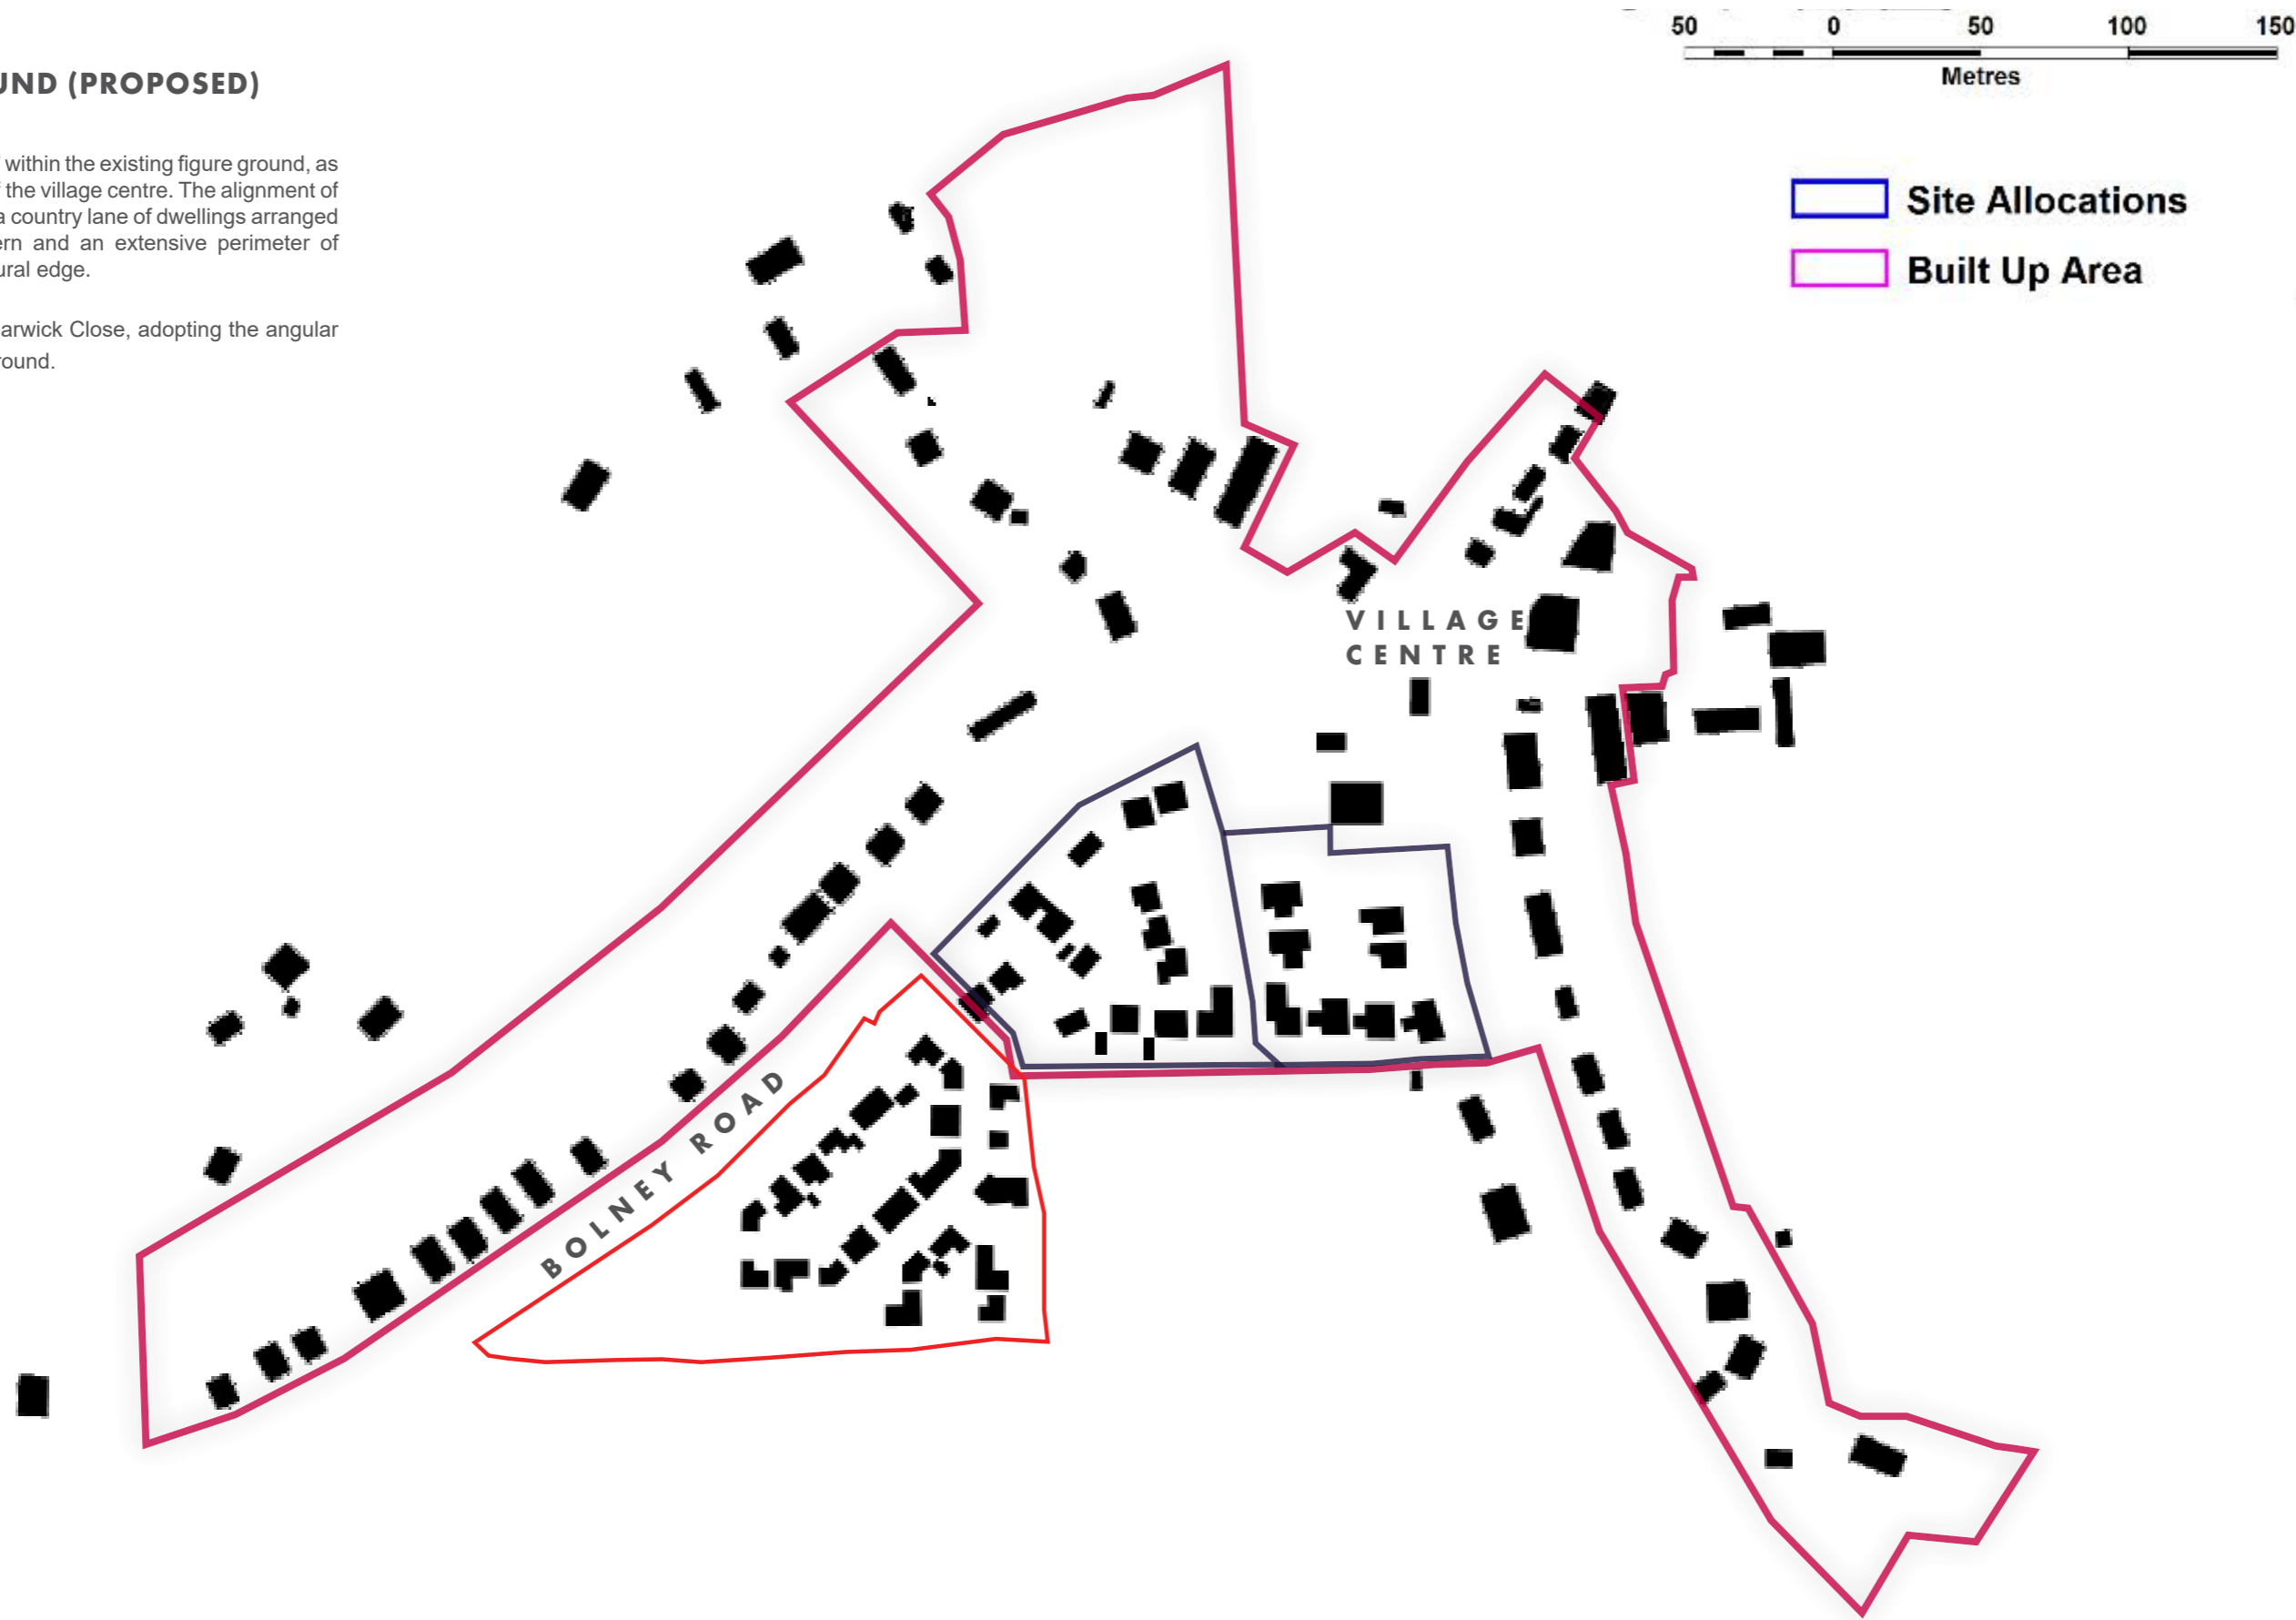 UND (PROPOSED)
within the existing figure ground, as
the village centre. The alignment of
a country lane of dwellings arranged
ern and an extensive perimeter of
ural edge.
arwick Close, adopting the angular
round.
50 0 50 100 150
Metres
Site Allocations
Built Up Area
VILLAGE
CENTRE
BOLNEY ROAD